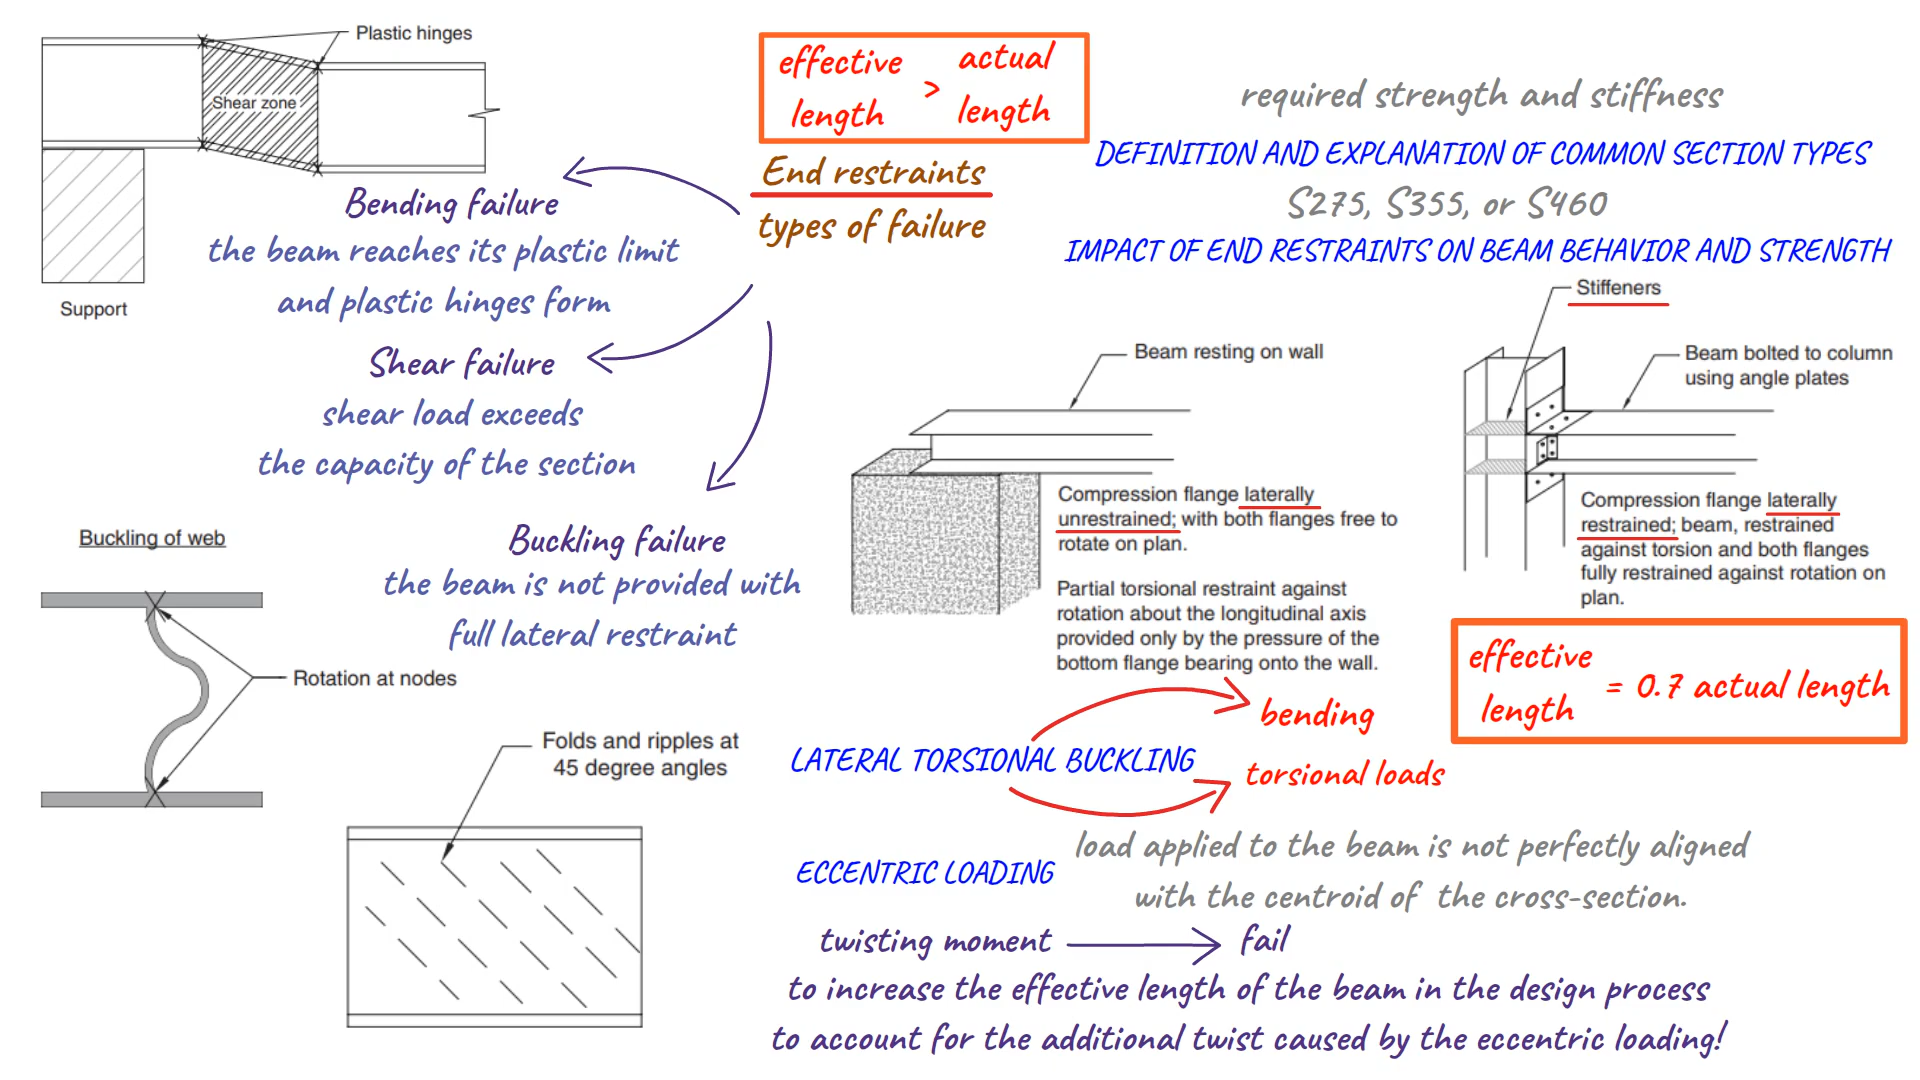 Plastic hinges
Shear zone
Support
Bending failure
the beam reaches its plastic limit
and plastic hinges form
Shear failure
shear load exceeds
the capacity of the section
Buckling failure
the beam is not provided with
full lateral restraint
Buckling of web
Rotation at nodes
Folds and ripples at
45 degree angles
effective
length
>
actual
length
End restraints
types of failure
required strength and stiffness
DEFINITION AND EXPLANATION OF COMMON SECTION TYPES
S275, S355, or S460
IMPACT OF END RESTRAINTS ON BEAM BEHAVIOR AND STRENGTH
Beam resting on wall
Compression flange laterally
unrestrained; with both flanges free to
rotate on plan.
Partial torsional restraint against
rotation about the longitudinal axis
provided only by the pressure of the
bottom flange bearing onto the wall.
Stiffeners
Beam bolted to column
using angle plates
Compression flange laterally
restrained; beam, restrained
against torsion and both flanges
fully restrained against rotation on
plan.
effective
length
= 0.7 actual length
LATERAL TORSIONAL BUCKLING
bending
torsional loads
ECCENTRIC LOADING
load applied to the beam is not perfectly aligned
with the centroid of the cross-section.
twisting moment
fail
to increase the effective length of the beam in the design process
to account for the additional twist caused by the eccentric loading!